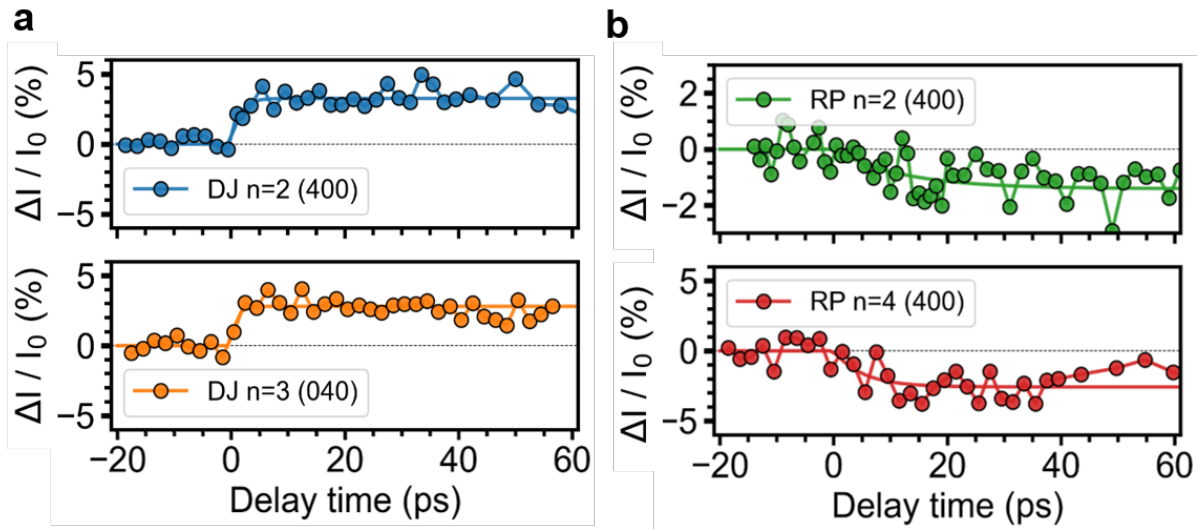 a
ΔI / I₀ (%)
5
0
−5
DJ n=2 (400)
ΔI / I₀ (%)
5
0
−5
DJ n=3 (040)
−20 0 20 40 60
Delay time (ps)
b
ΔI / I₀ (%)
2
0
−2
RP n=2 (400)
ΔI / I₀ (%)
5
0
−5
RP n=4 (400)
−20 0 20 40 60
Delay time (ps)